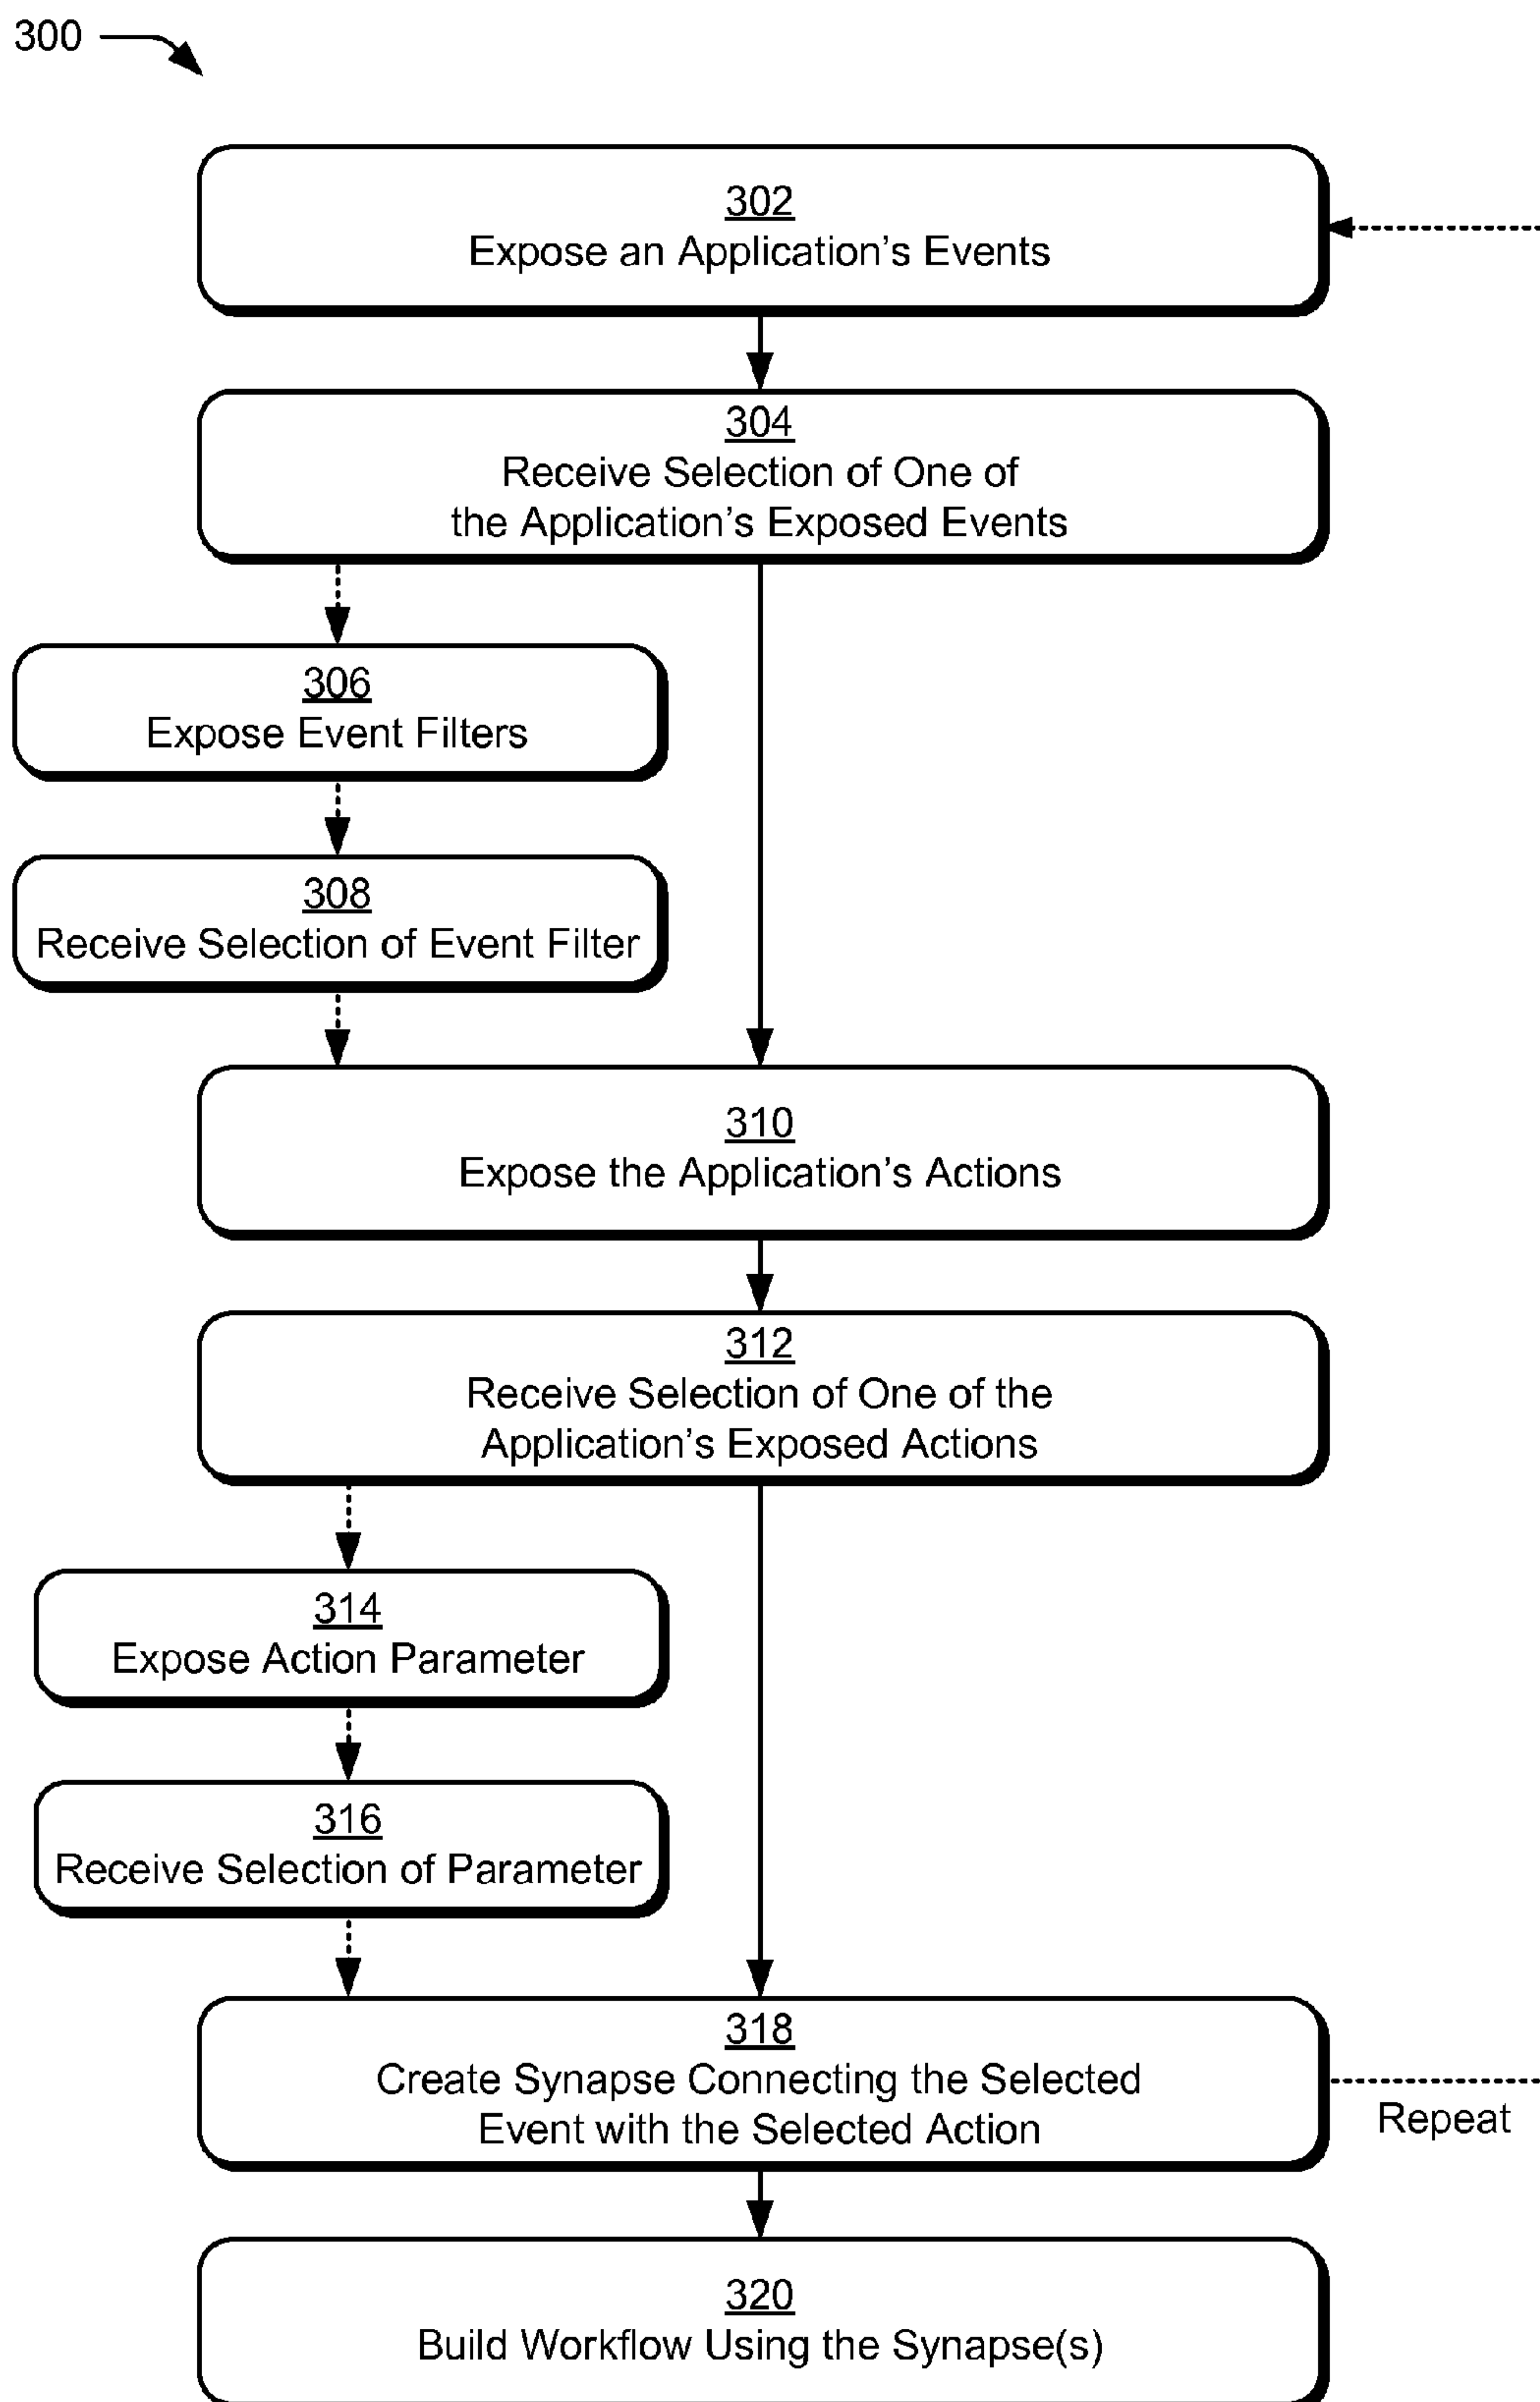 300
302
Expose an Application's Events
304
Receive Selection of One of
the Application's Exposed Events
306
Expose Event Filters
308
Receive Selection of Event Filter
310
Expose the Application's Actions
312
Receive Selection of One of the
Application's Exposed Actions
314
Expose Action Parameter
316
Receive Selection of Parameter
318
Create Synapse Connecting the Selected
Event with the Selected Action
Repeat
320
Build Workflow Using the Synapse(s)